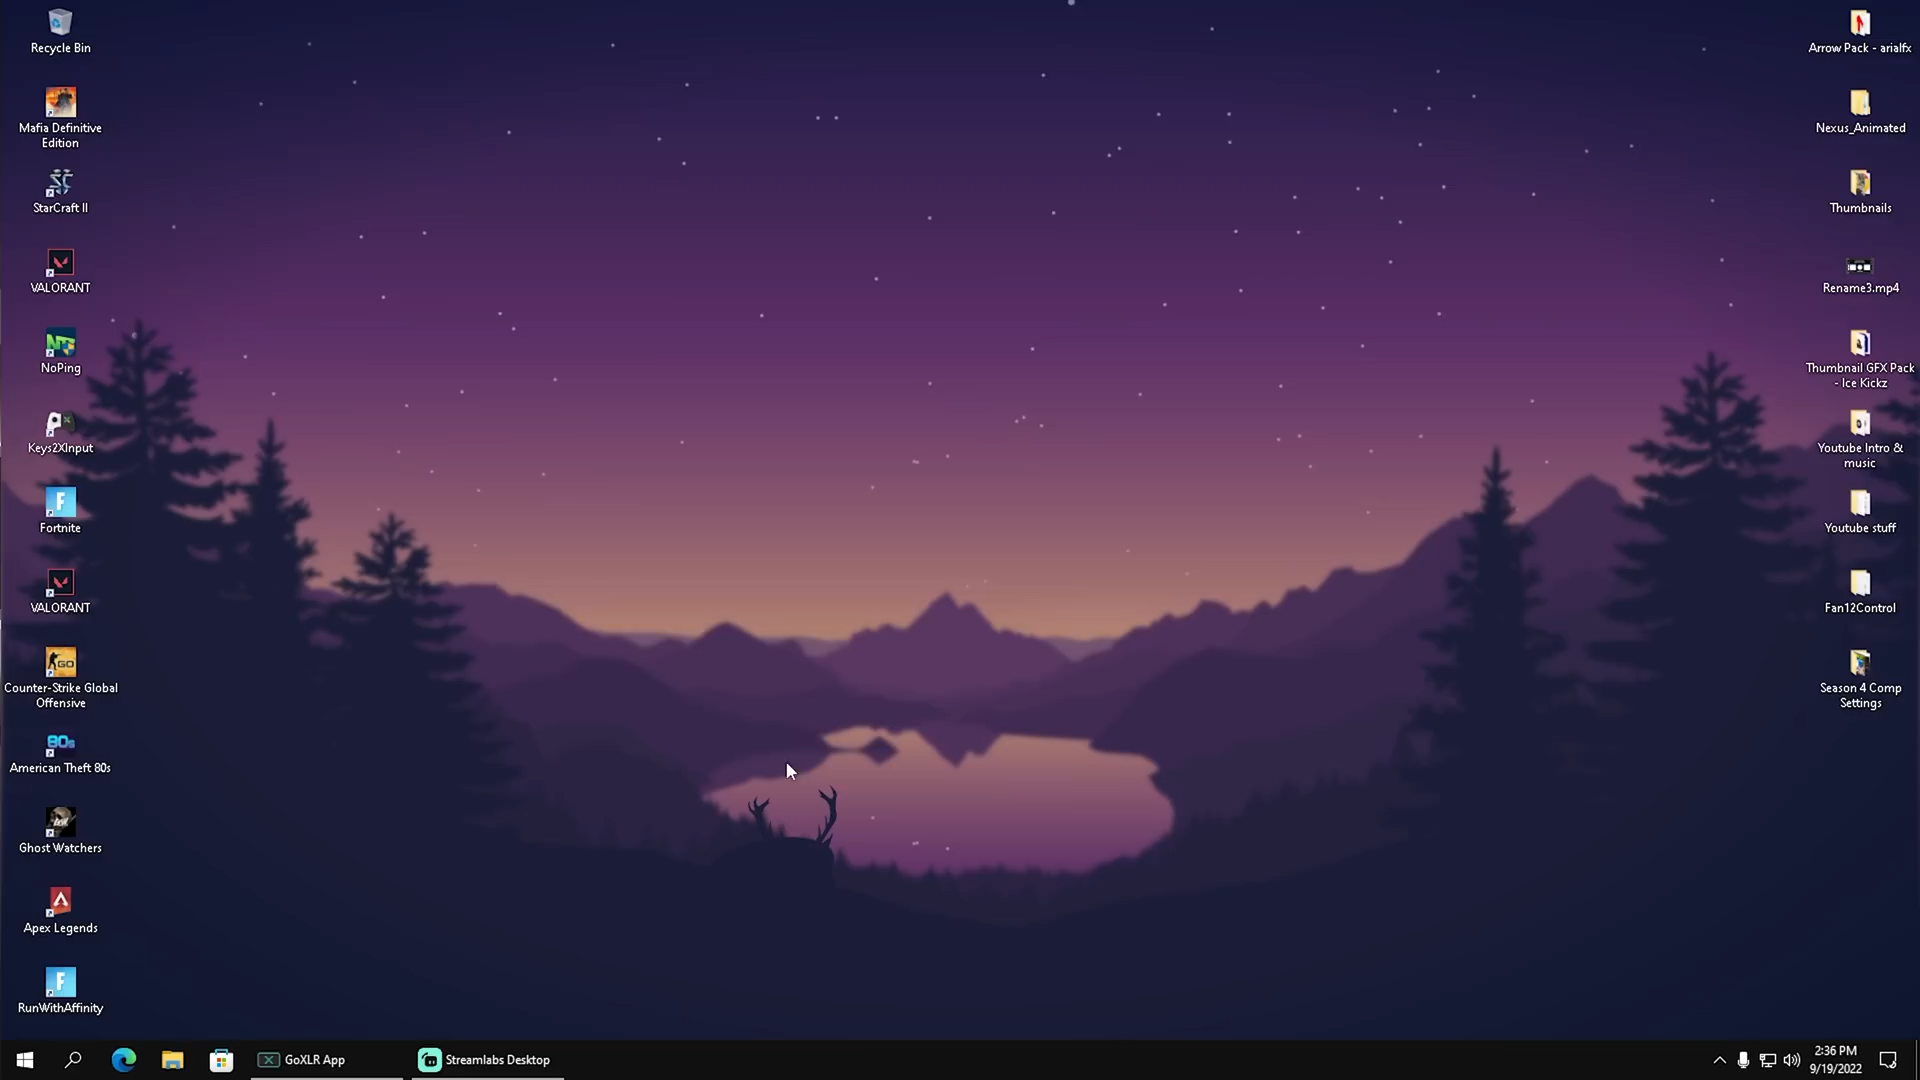 Recycle Bin
Mafia Definitive
Edition
StarCraft II
VALORANT
NoPing
Keys2XInput
Fortnite
VALORANT
GO
Counter-Strike Global
Offensive
80s
American Theft 80s
Ghost Watchers
Apex Legends
RunWithAffinity
Arrow Pack - arialfx
Nexus_Animated
Thumbnails
Rename3.mp4
Thumbnail GFX Pack
- Ice Kickz
Youtube Intro &
music
Youtube stuff
Fan12Control
Season 4 Comp
Settings
GoXLR App
Streamlabs Desktop
2:36 PM
9/19/2022